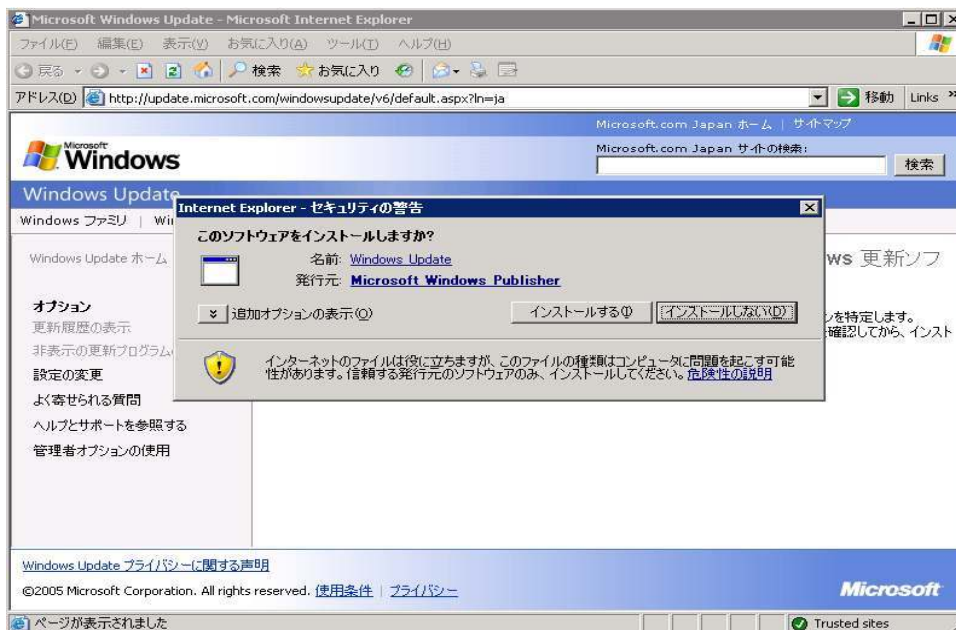 Microsoft Windows Update - Microsoft Internet Explorer
ファイル(F) 編集(E) 表示(V) お気に入り(A) ツール(T) ヘルプ(H)
戻る 検索 お気に入り
アドレス(D) http://update.microsoft.com/windowsupdate/v6/default.aspx?ln=ja 移動 Links »
Microsoft.com Japan ホーム | サイトマップ
Microsoft Windows
Microsoft.com Japan サイトの検索:
検索
Windows Update
Windows ファミリ | Wi
Internet Explorer - セキュリティの警告
このソフトウェアをインストールしますか?
名前: Windows Update
発行元: Microsoft Windows Publisher
追加オプションの表示(O) インストールする(I) インストールしない(D)
インターネットのファイルは役に立ちますが、このファイルの種類はコンピュータに問題を起こす可能
性があります。信頼する発行元のソフトウェアのみ、インストールしてください。危険性の説明
Windows Update ホーム
オプション
更新履歴の表示
非表示の更新プログラム
設定の変更
よく寄せられる質問
ヘルプとサポートを参照する
管理者オプションの使用
ws 更新ソフ
ンを特定します。
確認してから、インスト
Windows Update プライバシーに関する声明
©2005 Microsoft Corporation. All rights reserved. 使用条件 | プライバシー
Microsoft
ページが表示されました Trusted sites